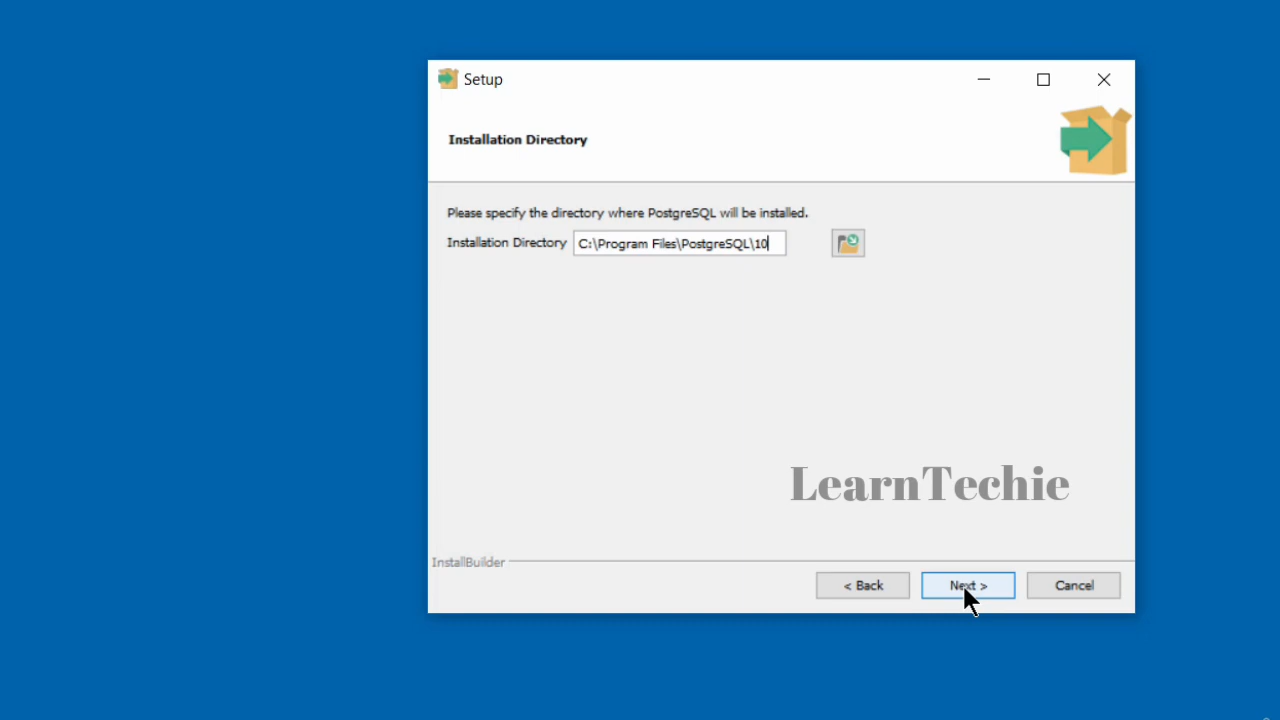 Setup
Installation Directory
Please specify the directory where PostgreSQL will be installed.
Installation Directory C:\Program Files\PostgreSQL\10
LearnTechie
InstallBuilder
< Back Next > Cancel